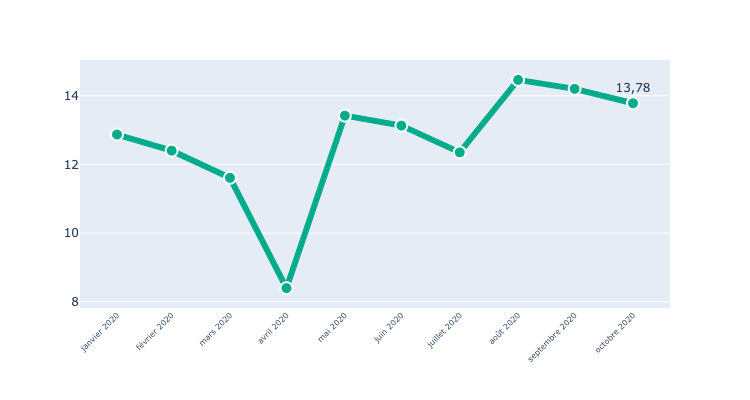 13,78
14
12
10
8
janvier 2020
février 2020
mars 2020
avril 2020
mai 2020
juin 2020
juillet 2020
août 2020
septembre 2020
octobre 2020